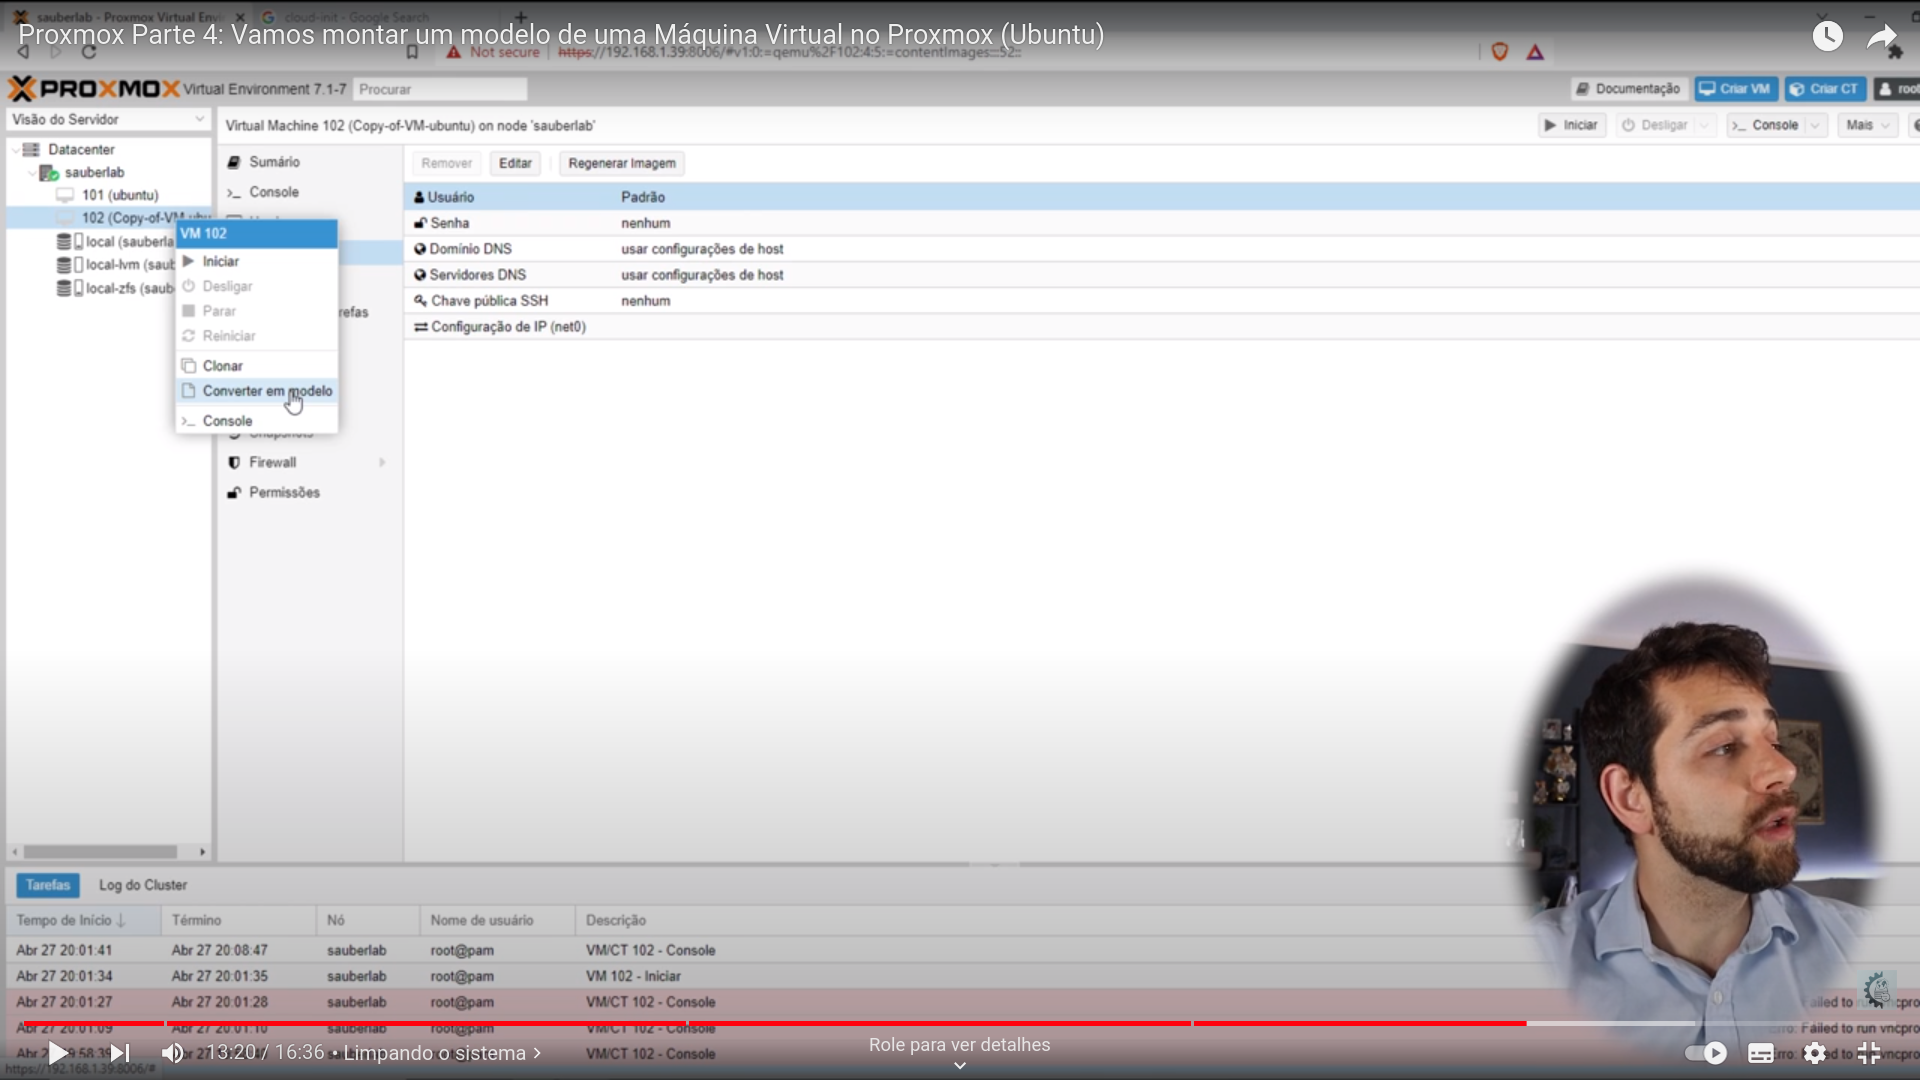 sauberlab - Proxmox Virtual Envi
cloud-init - Google Search
Proxmox Parte 4: Vamos montar um modelo de uma Máquina Virtual no Proxmox (Ubuntu)
Not secure
https://192.168.1.39:8006/#v1:0:=qemu%2F102:4:5:=contentImages:::52::
PROXMOX Virtual Environment 7.1-7
Procurar
Documentação
Criar VM
Criar CT
root
Visão do Servidor
Virtual Machine 102 (Copy-of-VM-ubuntu) on node 'sauberlab'
Iniciar
Desligar
Console
Mais
Datacenter
sauberlab
101 (ubuntu)
102 (Copy-of-VM-ubu
local (sauberla
local-lvm (saub
local-zfs (saub
VM 102
Iniciar
Desligar
Parar
Reiniciar
Clonar
Converter em modelo
Console
Sumário
Console
refas
Snapshots
Firewall
Permissões
Remover
Editar
Regenerar Imagem
Usuário Padrão
Senha nenhum
Domínio DNS usar configurações de host
Servidores DNS usar configurações de host
Chave pública SSH nenhum
Configuração de IP (net0)
Tarefas
Log do Cluster
Tempo de Início Término Nó Nome de usuário Descrição
Abr 27 20:01:41 Abr 27 20:08:47 sauberlab root@pam VM/CT 102 - Console
Abr 27 20:01:34 Abr 27 20:01:35 sauberlab root@pam VM 102 - Iniciar
Abr 27 20:01:27 Abr 27 20:01:28 sauberlab root@pam VM/CT 102 - Console
ailed to run vncpro
Abr 27 20:01:09 Abr 27 20:01:10 sauberlab root@pam VM/CT 102 - Console
Erro: Failed to run vncpro
root@pam VM/CT 102 - Console
13:20 / 16:36 • Limpando o sistema
Role para ver detalhes
https://192.168.1.39:8006/#